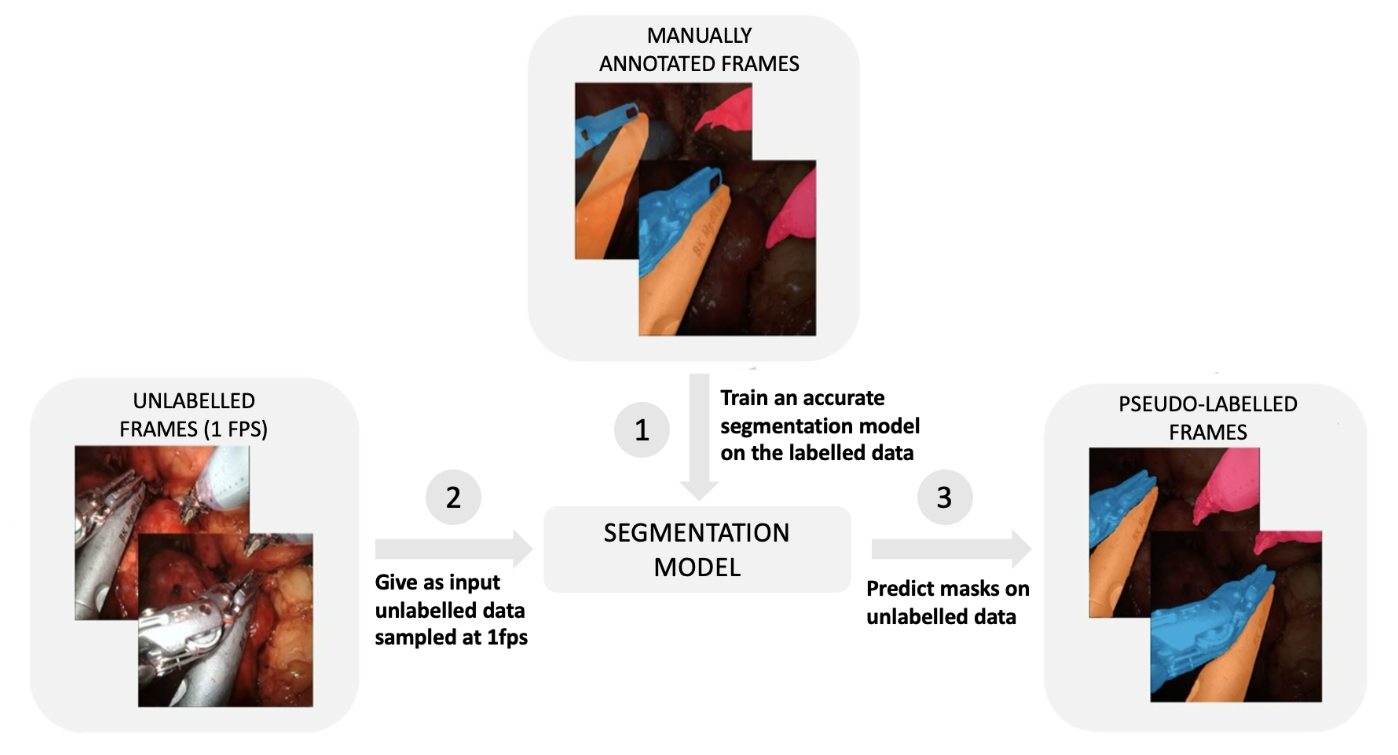 MANUALLY
ANNOTATED FRAMES
UNLABELLED
FRAMES (1 FPS)
1
Train an accurate
segmentation model
on the labelled data
PSEUDO-LABELLED
FRAMES
2
Give as input
unlabelled data
sampled at 1fps
SEGMENTATION
MODEL
3
Predict masks on
unlabelled data